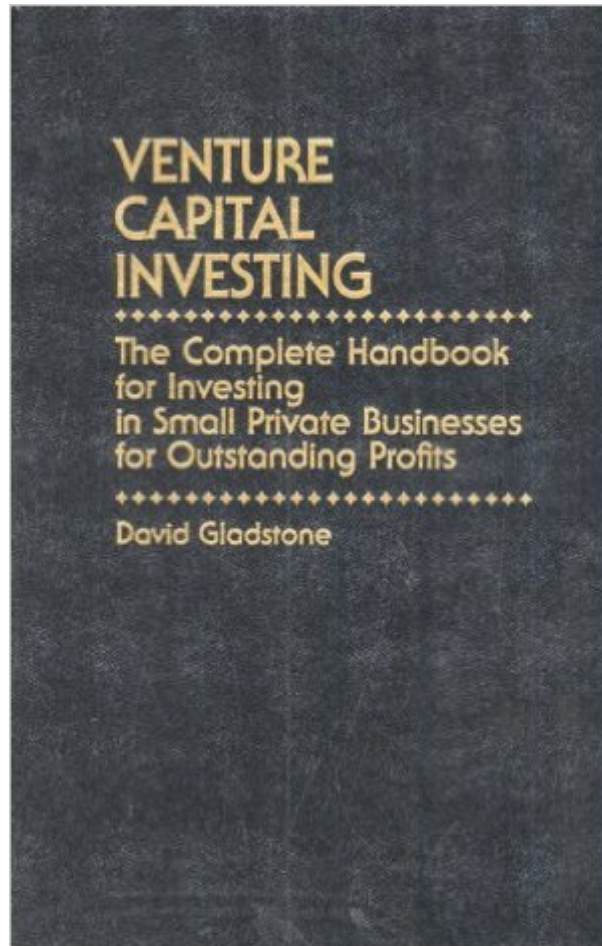 VENTURE
CAPITAL
INVESTING
The Complete Handbook
for Investing
in Small Private Businesses
for Outstanding Profits
David Gladstone